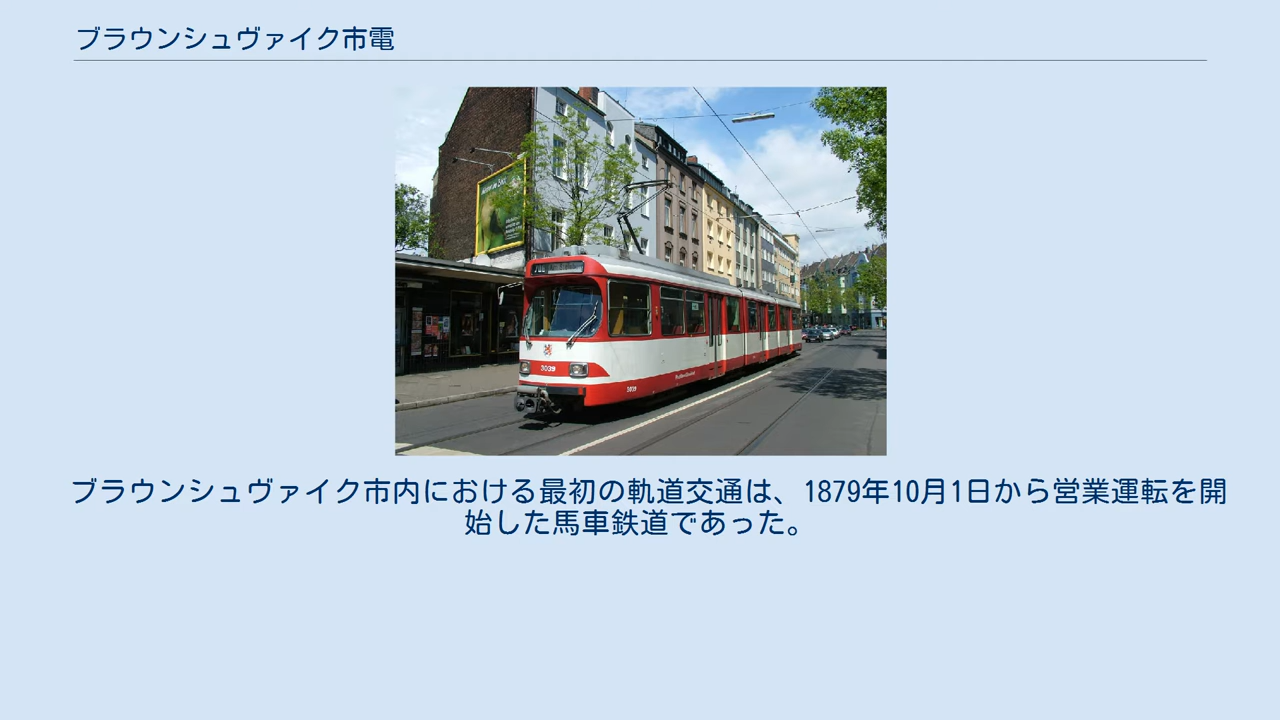 ブラウンシュヴァイク市電
3039
3039
ブラウンシュヴァイク市内における最初の軌道交通は、1879年10月1日から営業運転を開
始した馬車鉄道であった。